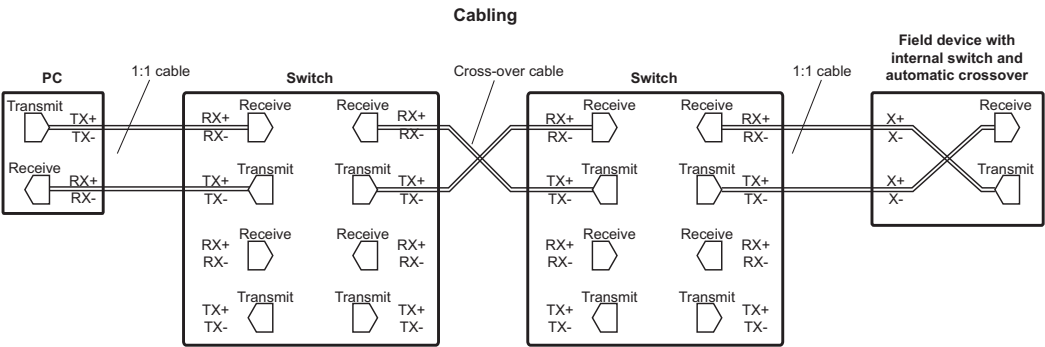 Cabling
Field device with
internal switch and
automatic crossover
PC
1:1 cable
Switch
Cross-over cable
Switch
1:1 cable
Transmit
TX+
TX-
Receive
RX+
RX-
RX+
RX-
Receive
Receive
RX+
RX-
TX+
TX-
Transmit
Transmit
TX+
TX-
RX+
RX-
Receive
Receive
RX+
RX-
TX+
TX-
Transmit
Transmit
TX+
TX-
RX+
RX-
Receive
Receive
RX+
RX-
TX+
TX-
Transmit
Transmit
TX+
TX-
RX+
RX-
Receive
Receive
RX+
RX-
TX+
TX-
Transmit
Transmit
TX+
TX-
X+
X-
Receive
X+
X-
Transmit